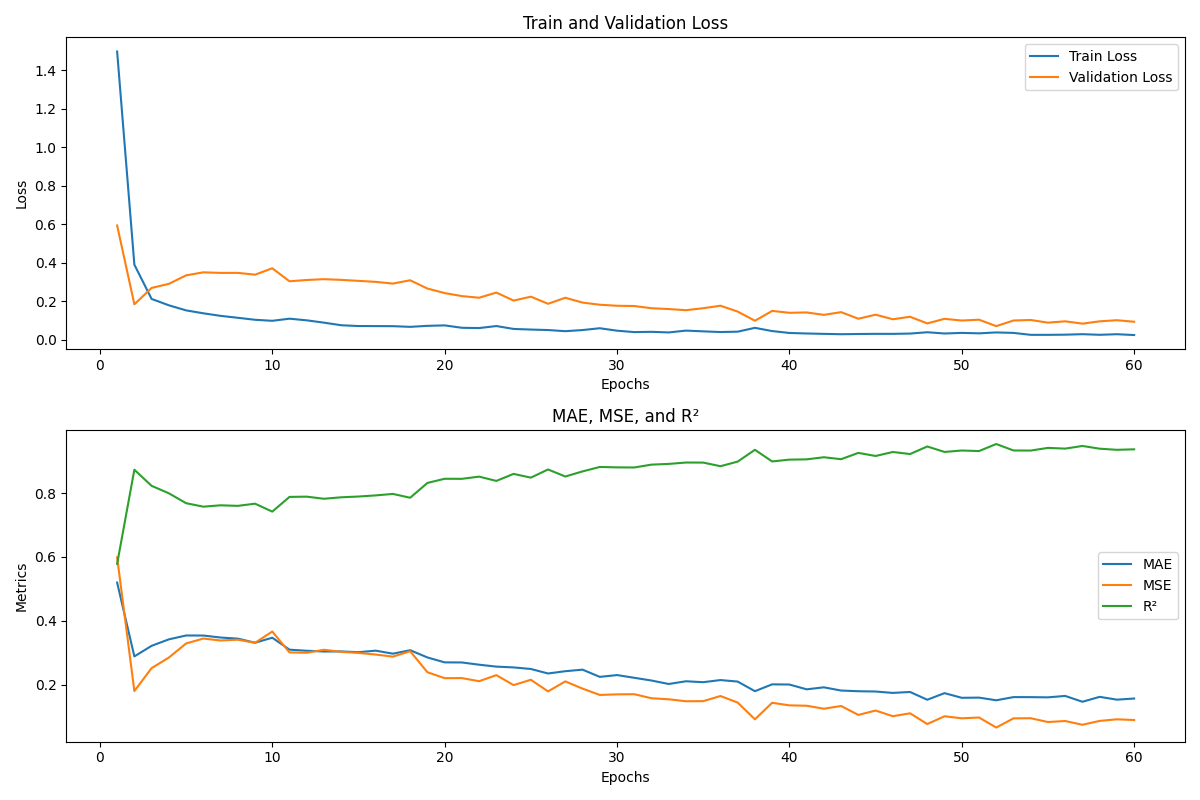 Train and Validation Loss
Train Loss
Validation Loss
1.4
1.2
1.0
0.8
0.6
0.4
0.2
0.0
Loss
0 10 20 30 40 50 60
Epochs
MAE, MSE, and R²
0.8
0.6
0.4
0.2
Metrics
MAE
MSE
R²
0 10 20 30 40 50 60
Epochs